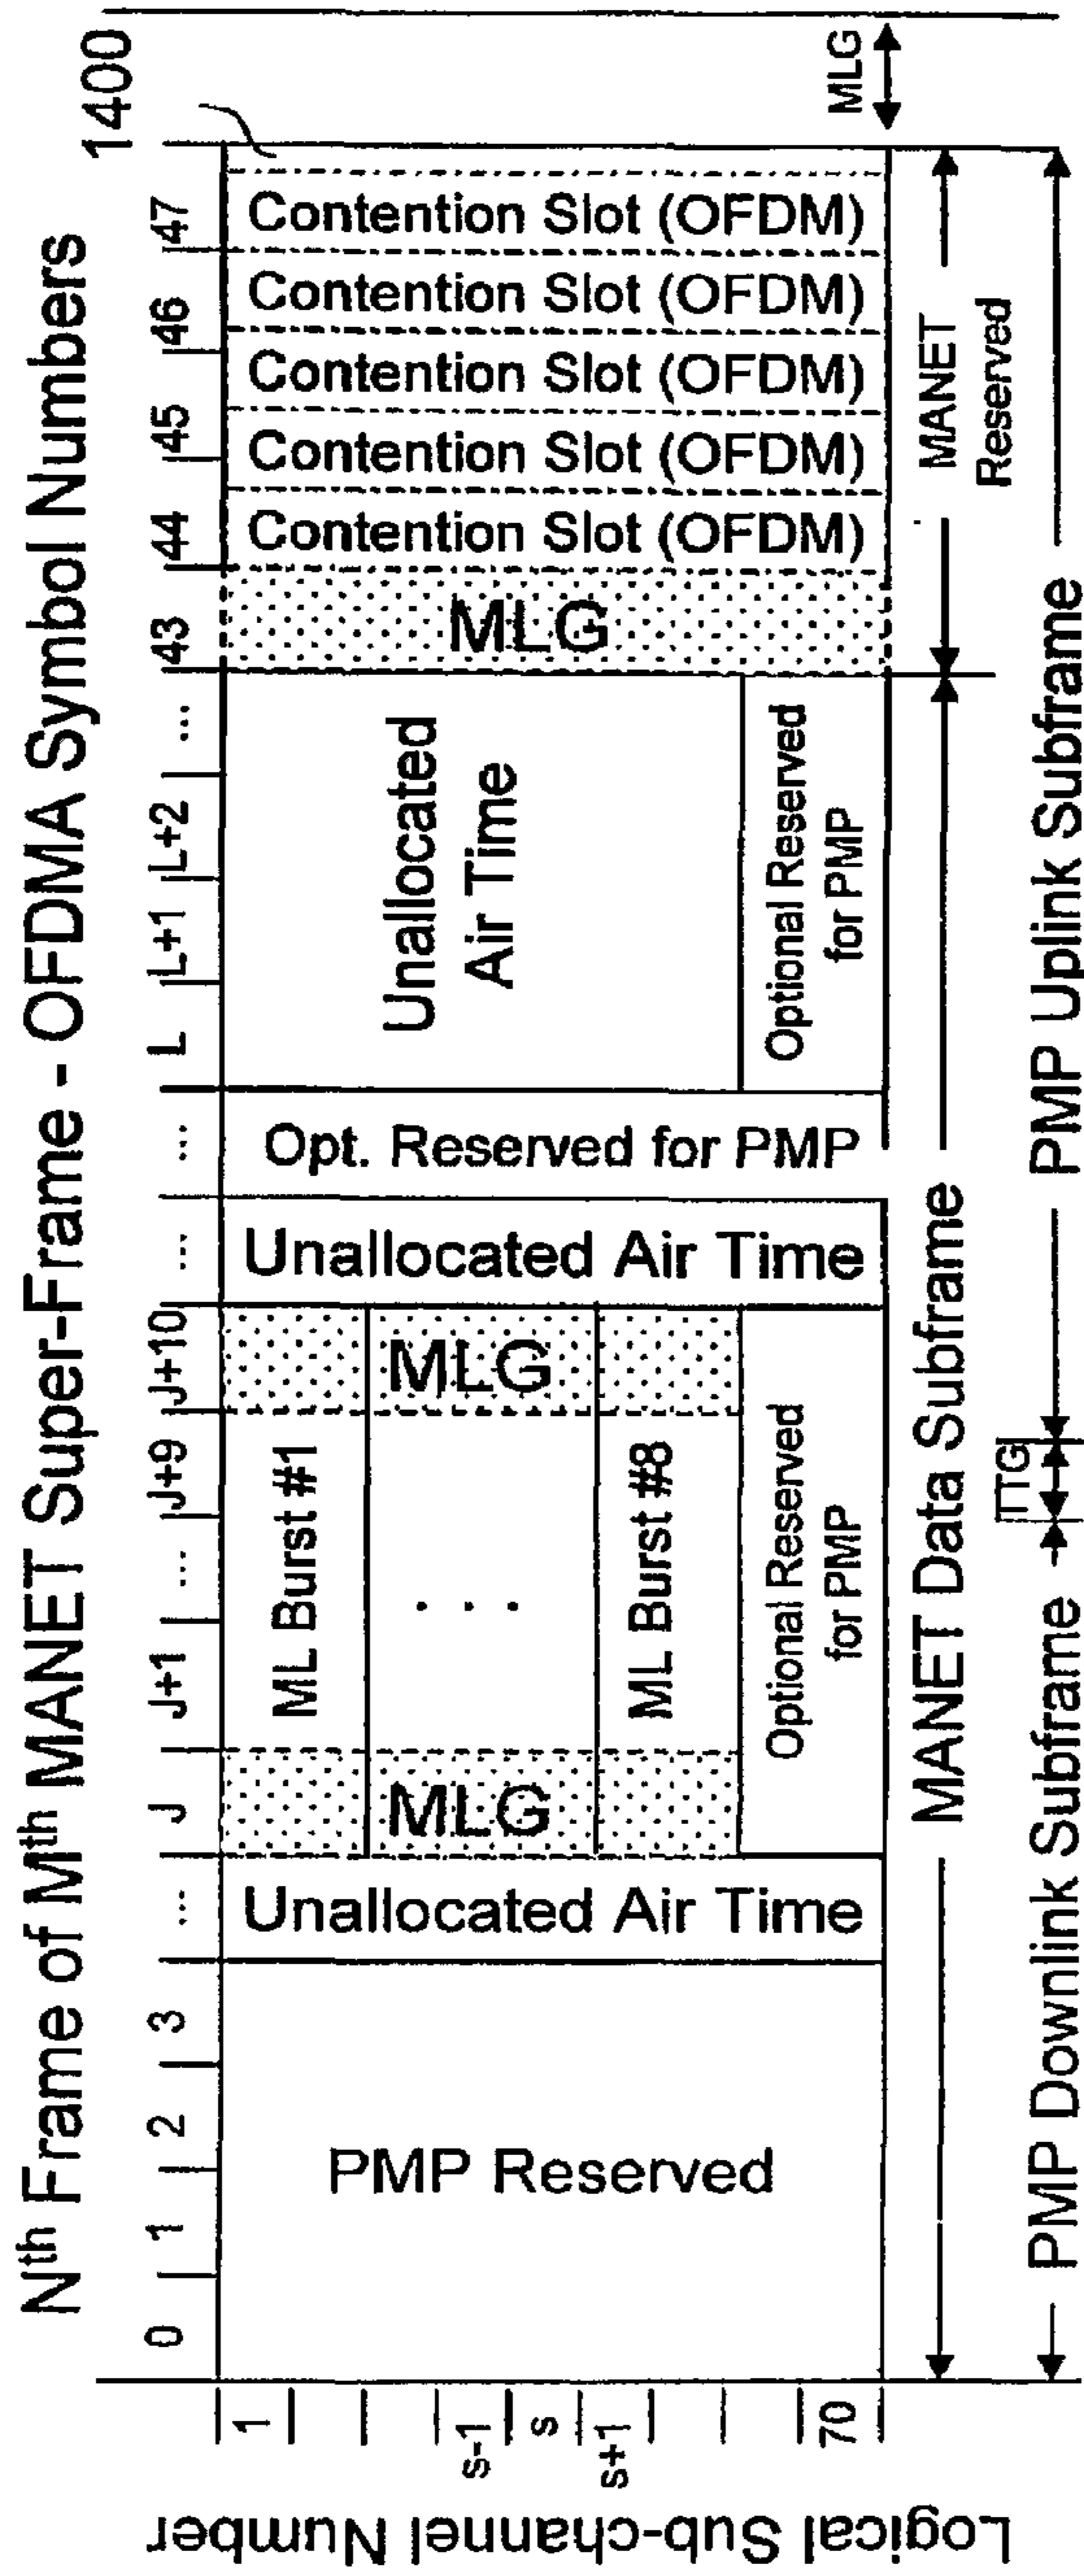 Nth Frame of Mth MANET Super-Frame - OFDMA Symbol Numbers
1400
0 1 2 3 ... J J+1 ... J+9 J+10 ... ... L L+1 L+2 ... 43 44 45 46 47
Logical Sub-channel Number
1
s-1
s
s+1
70
PMP Reserved
Unallocated Air Time
MLG
ML Burst #1
. . .
ML Burst #8
MLG
Optional Reserved
for PMP
Unallocated Air Time
Opt. Reserved for PMP
Unallocated
Air Time
Optional Reserved
for PMP
MLG
Contention Slot (OFDM)
Contention Slot (OFDM)
Contention Slot (OFDM)
Contention Slot (OFDM)
Contention Slot (OFDM)
MLG
MANET Data Subframe
MANET
Reserved
PMP Downlink Subframe
TTG
PMP Uplink Subframe